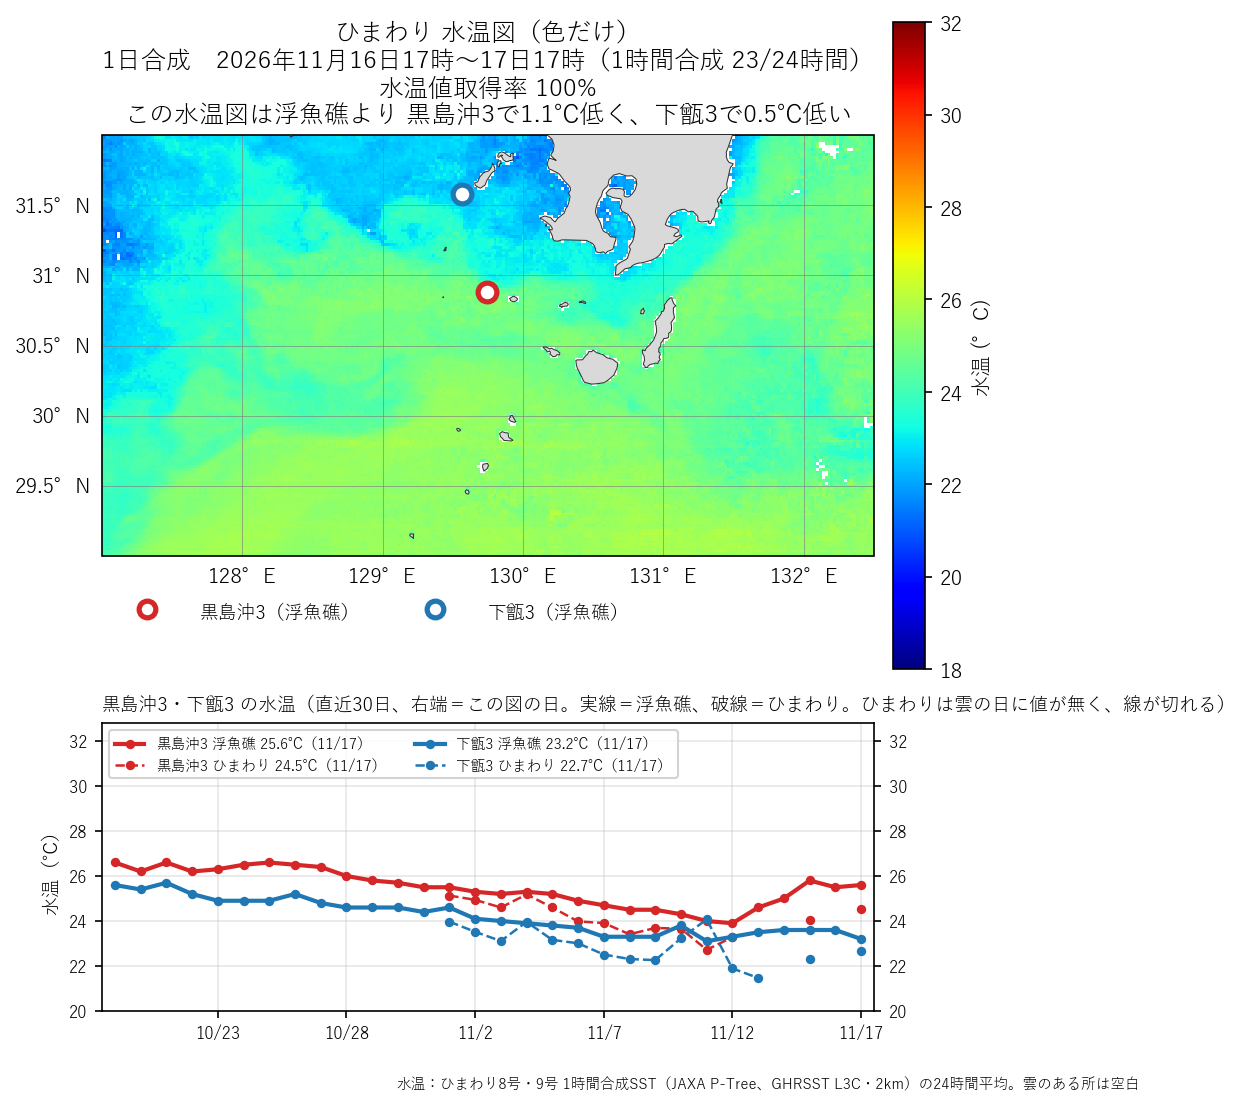 ひまわり 水温図（色だけ）
1日合成　2026年11月16日17時～17日17時（1時間合成 23/24時間）
水温値取得率 100%
この水温図は浮魚礁より 黒島沖3で1.1°C低く、下甑3で0.5°C低い
31.5° N
31° N
30.5° N
30° N
29.5° N
128° E
129° E
130° E
131° E
132° E
32
30
28
26
24
22
20
18
水温（° C）
黒島沖3（浮魚礁）
下甑3（浮魚礁）
黒島沖3・下甑3 の水温（直近30日、右端＝この図の日。実線＝浮魚礁、破線＝ひまわり。ひまわりは雲の日に値が無く、線が切れる）
黒島沖3 浮魚礁 25.6°C（11/17）
黒島沖3 ひまわり 24.5°C（11/17）
下甑3 浮魚礁 23.2°C（11/17）
下甑3 ひまわり 22.7°C（11/17）
水温（°C）
32
30
28
26
24
22
20
32
30
28
26
24
22
20
10/23
10/28
11/2
11/7
11/12
11/17
水温：ひまわり8号・9号 1時間合成SST（JAXA P-Tree、GHRSST L3C・2km）の24時間平均。雲のある所は空白